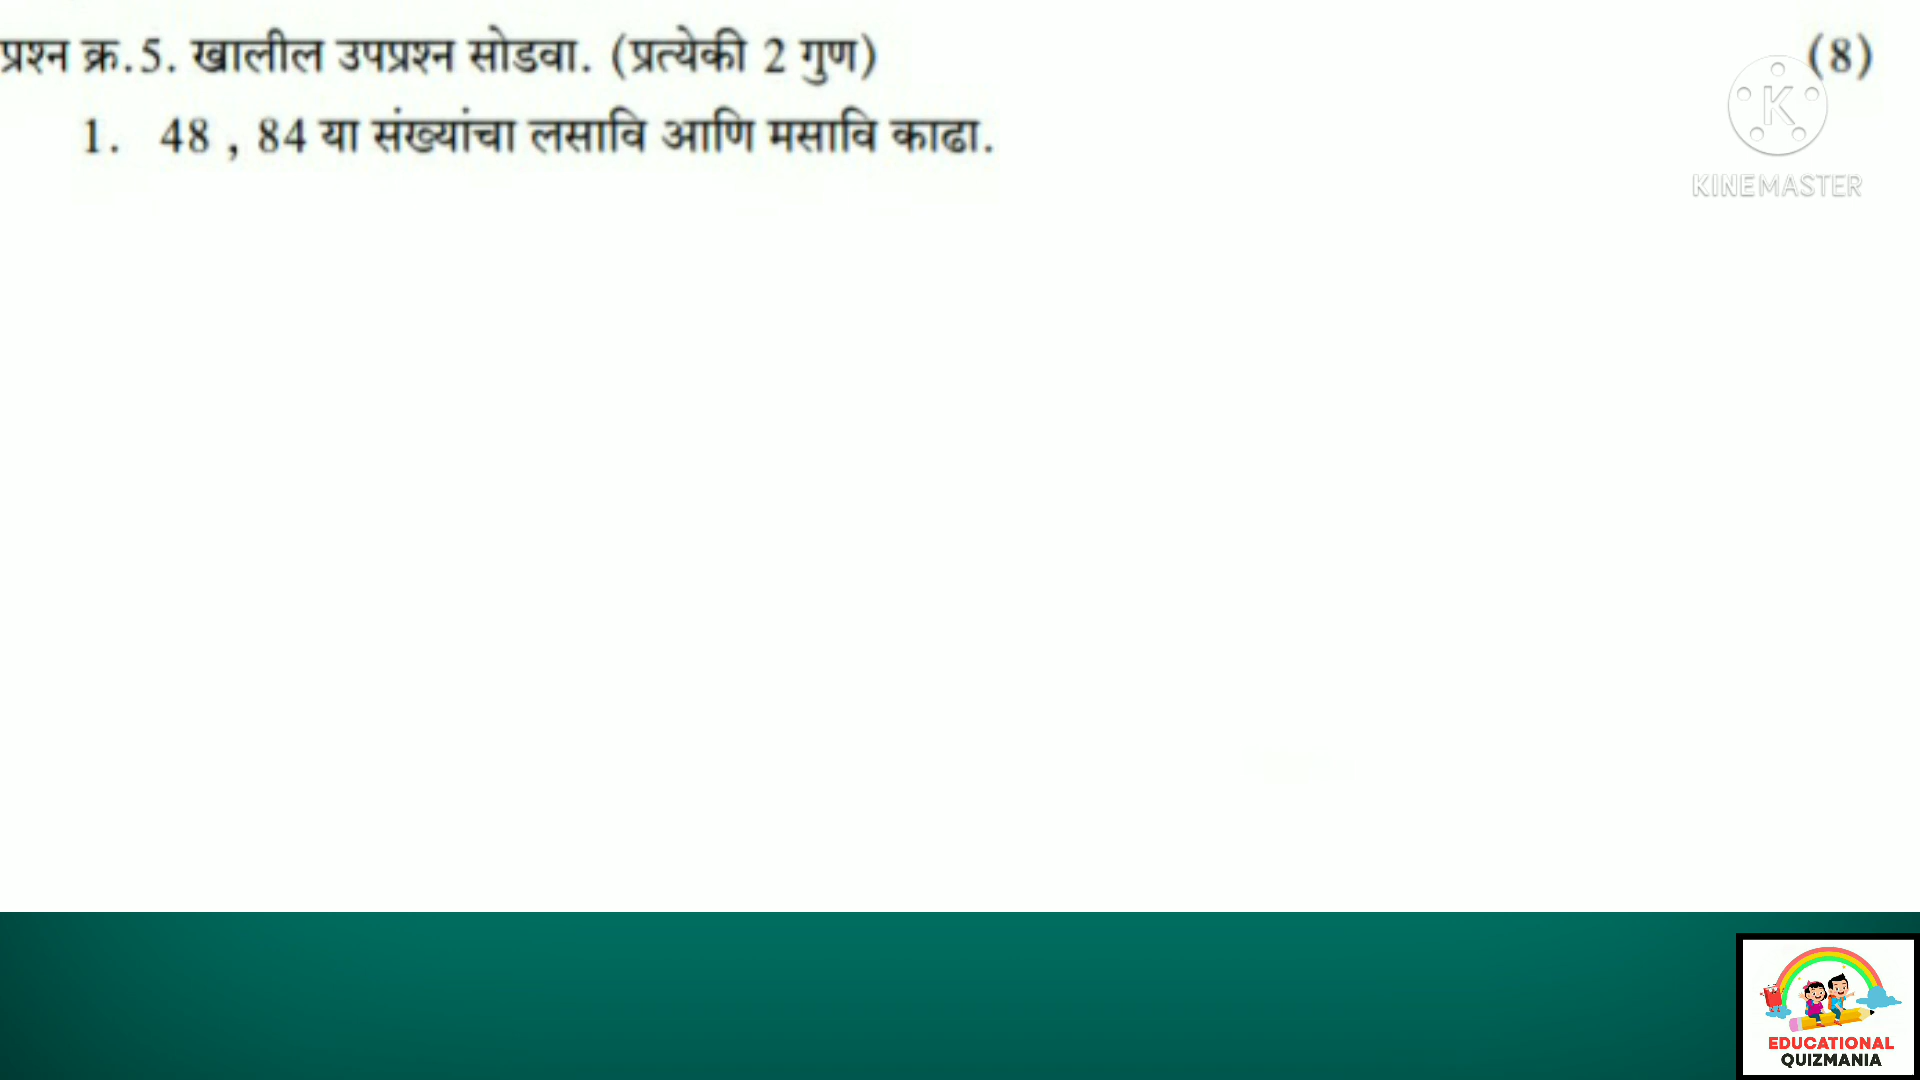 प्रश्न क्र.5. खालील उपप्रश्न सोडवा. (प्रत्येकी 2 गुण) (8)
1. 48 , 84 या संख्यांचा लसावि आणि मसावि काढा.
K
KINEMASTER
EDUCATIONAL
QUIZMANIA